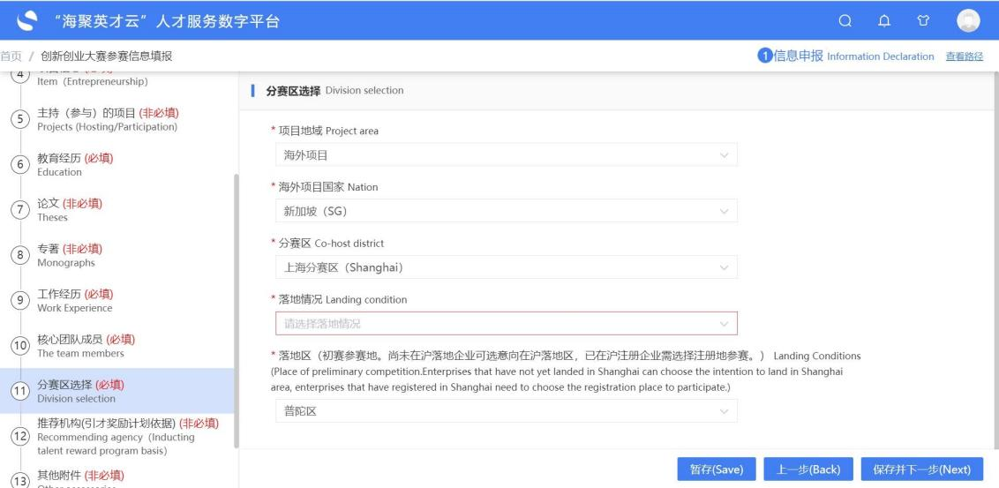 “海聚英才云”人才服务数字平台
首页 / 创新创业大赛参赛信息填报
1 信息申报 Information Declaration 查看路径
4
Item（Entrepreneurship）
5 主持（参与）的项目 (非必填)
Projects (Hosting/Participation)
6 教育经历 (必填)
Education
7 论文 (非必填)
Theses
8 专著 (非必填)
Monographs
9 工作经历 (必填)
Work Experience
10 核心团队成员 (必填)
The team members
11 分赛区选择 (必填)
Division selection
12 推荐机构(引才奖励计划依据) (非必填)
Recommending agency（Inducting
talent reward program basis）
13 其他附件 (非必填)
分赛区选择 Division selection
* 项目地域 Project area
海外项目
* 海外项目国家 Nation
新加坡（SG）
* 分赛区 Co-host district
上海分赛区（Shanghai）
* 落地情况 Landing condition
请选择落地情况
* 落地区（初赛参赛地。尚未在沪落地企业可选意向在沪落地区，已在沪注册企业需选择注册地参赛。） Landing Conditions
(Place of preliminary competition.Enterprises that have not yet landed in Shanghai can choose the intention to land in Shanghai
area, enterprises that have registered in Shanghai need to choose the registration place to participate.)
普陀区
暂存(Save) 上一步(Back) 保存并下一步(Next)